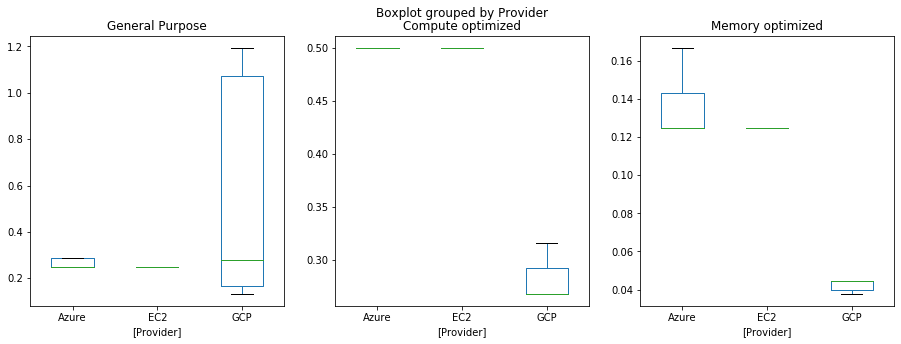 Boxplot grouped by Provider
General Purpose
1.2
1.0
0.8
0.6
0.4
0.2
Azure EC2 GCP
[Provider]
Compute optimized
0.50
0.45
0.40
0.35
0.30
Azure EC2 GCP
[Provider]
Memory optimized
0.16
0.14
0.12
0.10
0.08
0.06
0.04
Azure EC2 GCP
[Provider]